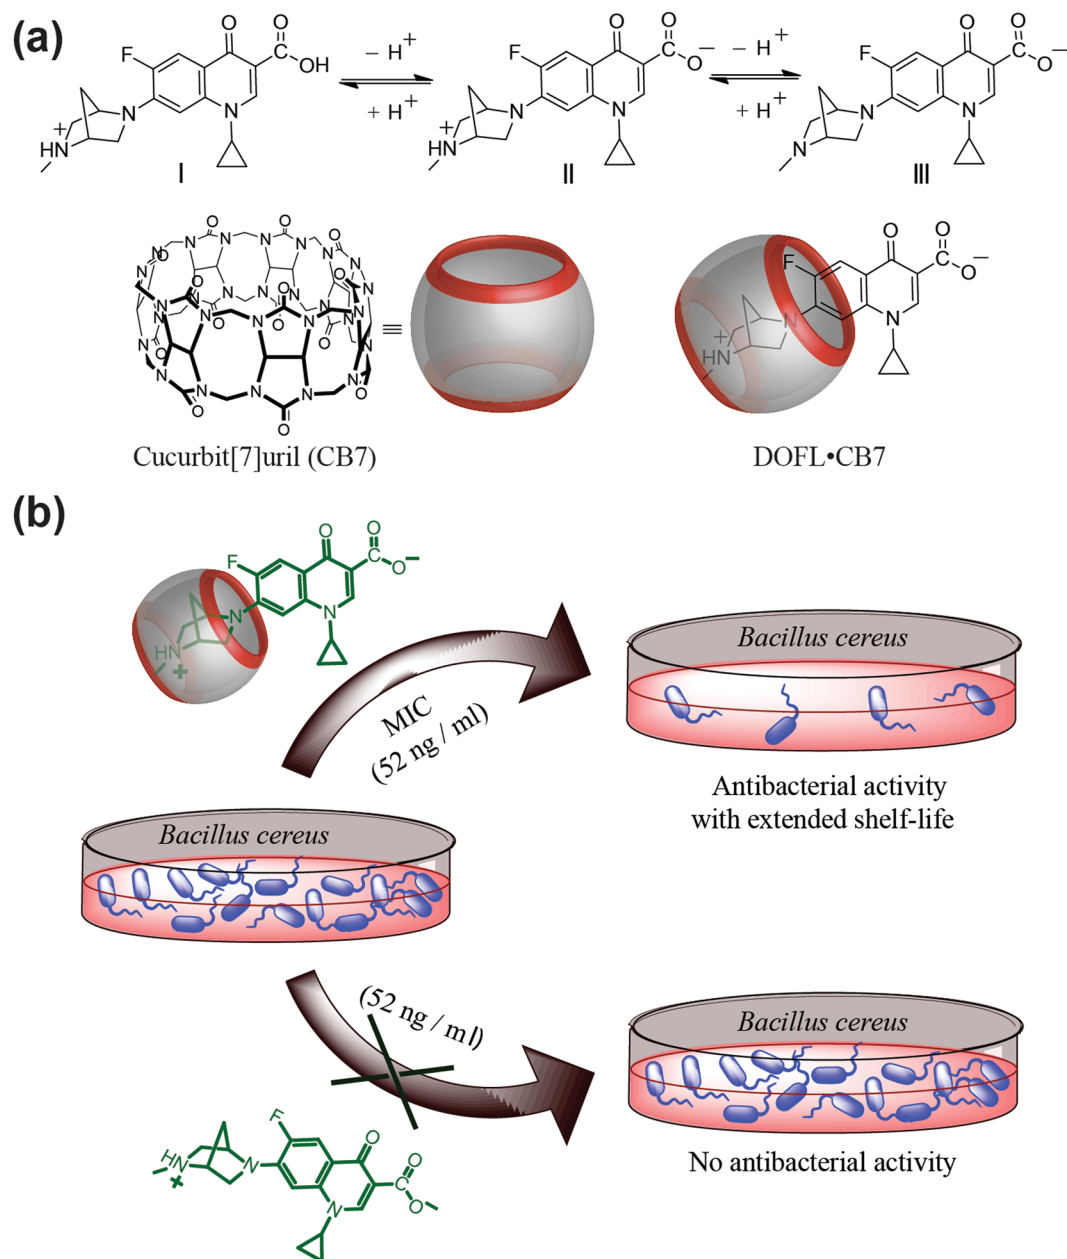 (a)
O
F
C
O
OH
N
N
+
HN
I
− H+
+ H+
O
F
C
O
O−
N
N
+
HN
II
− H+
+ H+
O
F
C
O
O−
N
N
N
III
Cucurbit[7]uril (CB7)
≡
F
O
C
O
O−
N
N
+
HN
DOFL•CB7
(b)
O
F
C
O
O−
N
N
HN
+
MIC
(52 ng / ml)
Bacillus cereus
Antibacterial activity
with extended shelf-life
Bacillus cereus
(52 ng / ml)
Bacillus cereus
No antibacterial activity
F
O
C
O
O−
HN
+
N
N